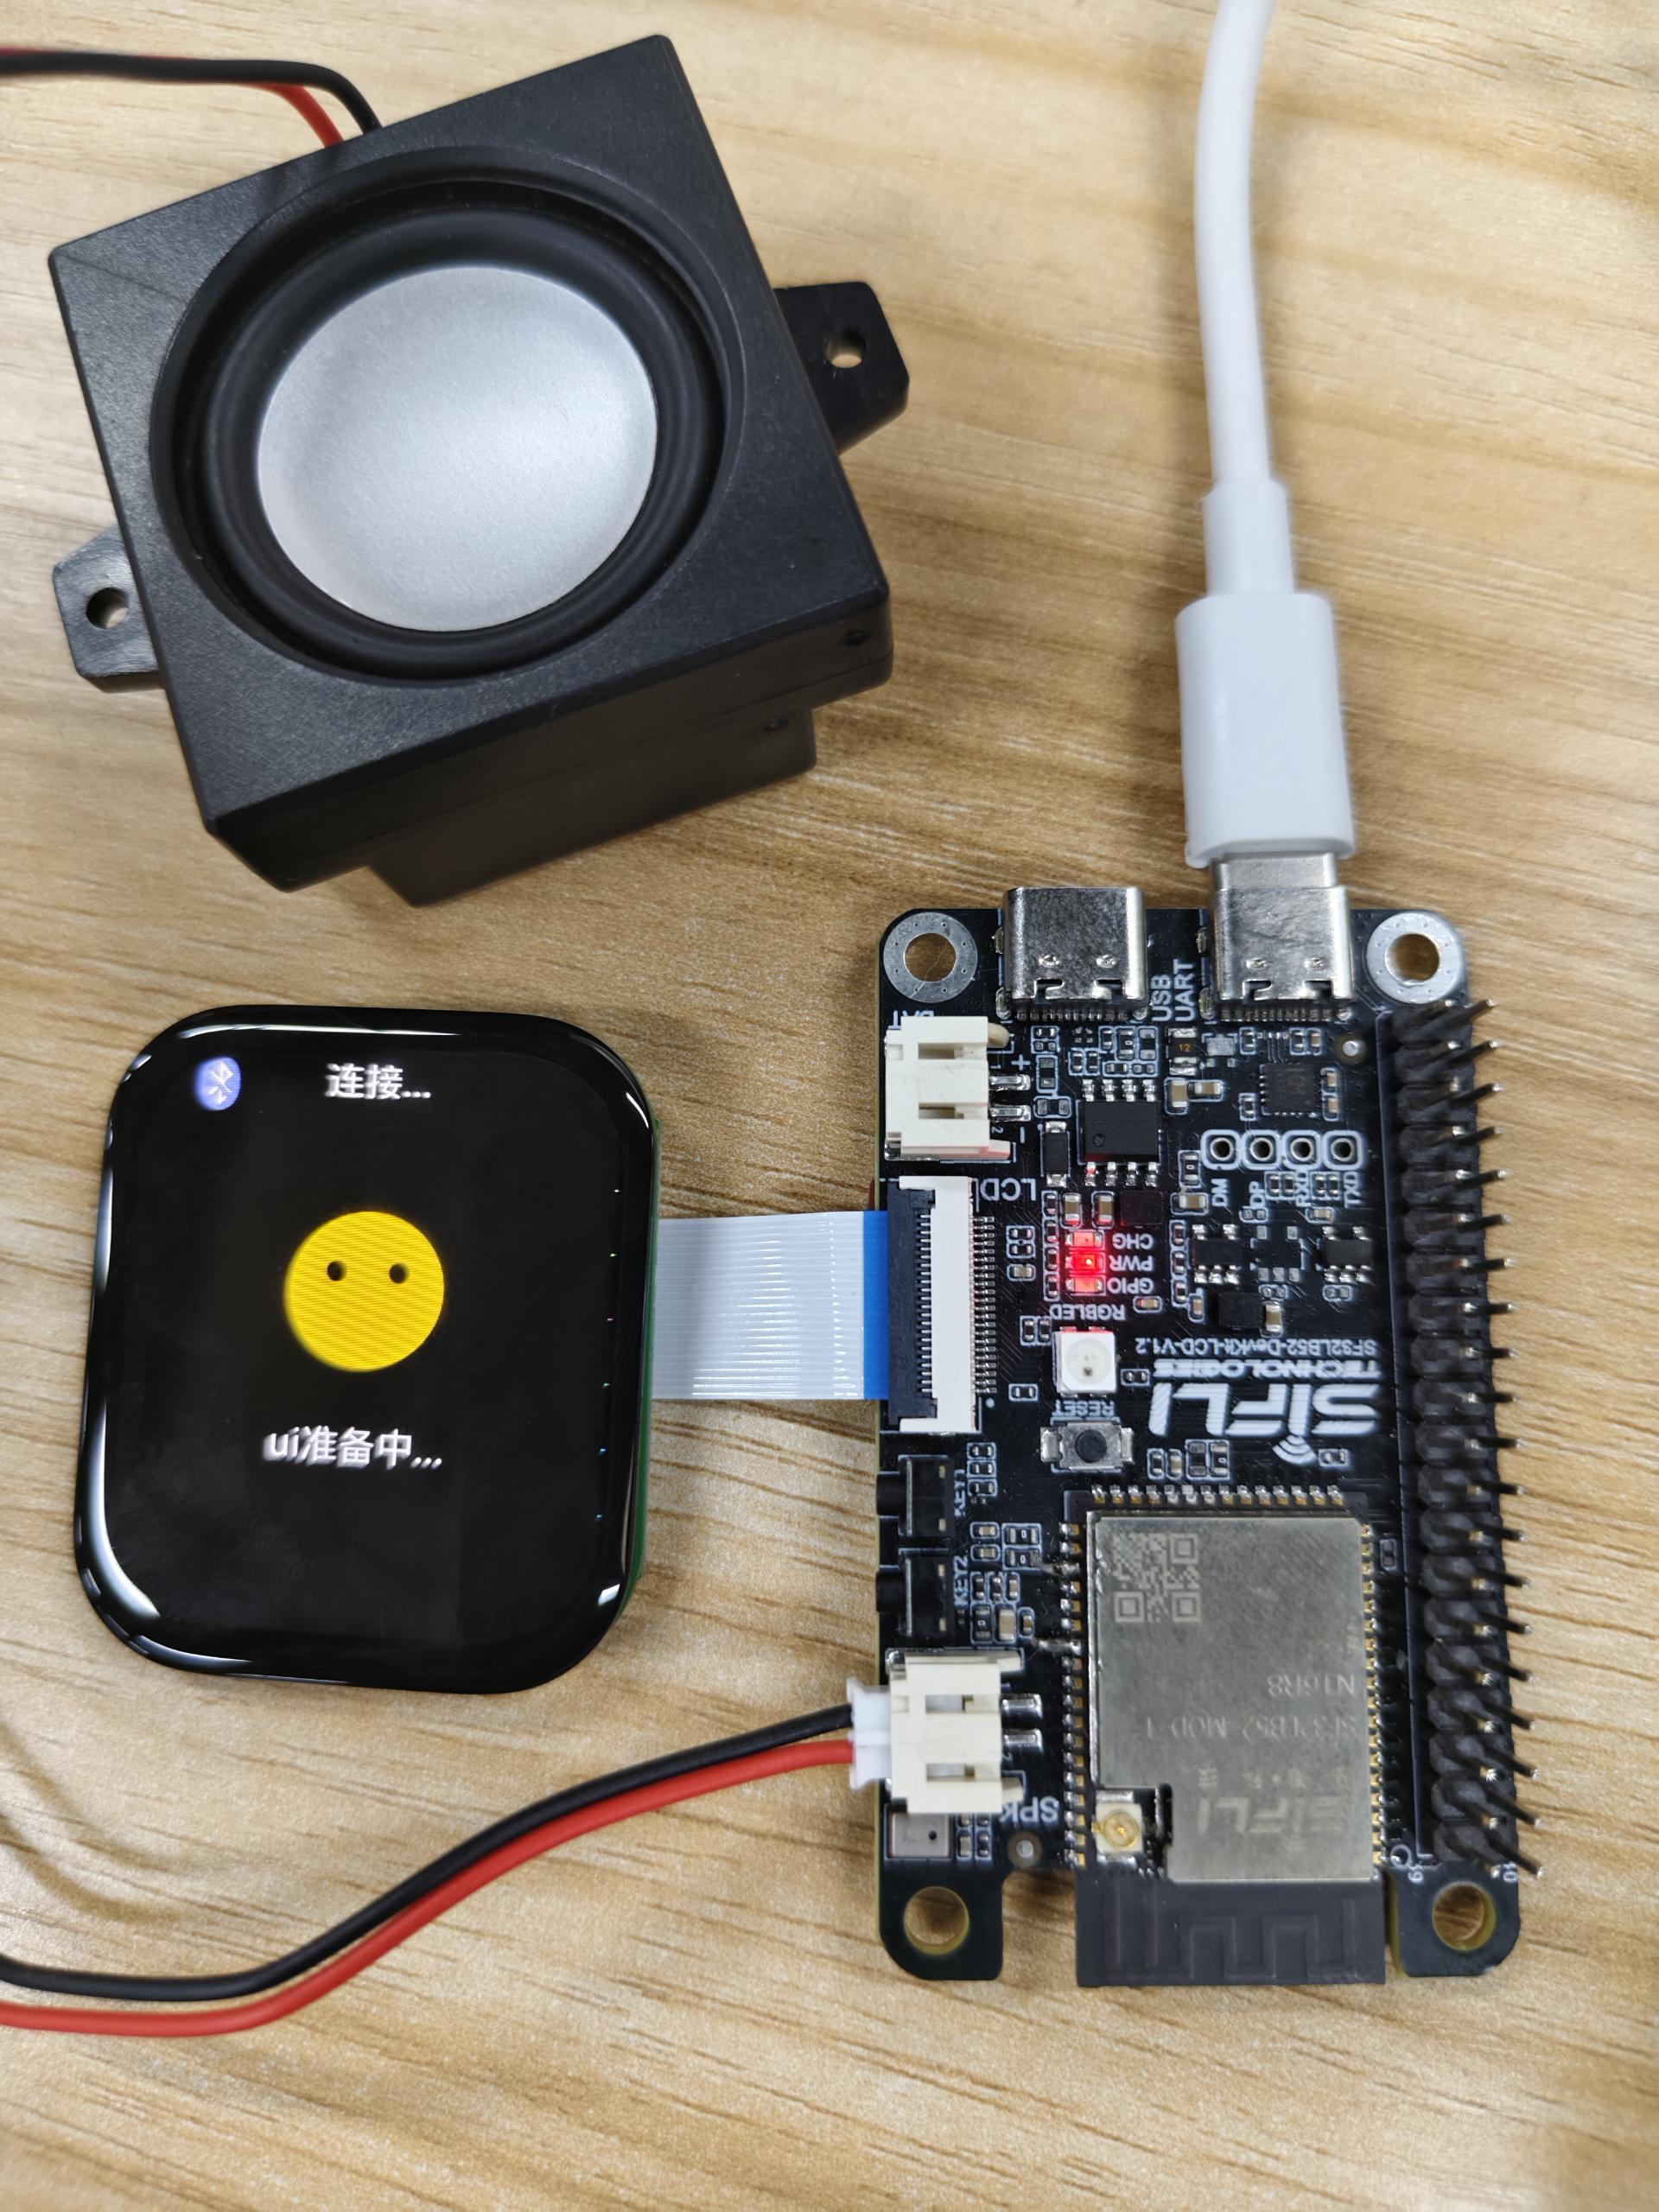 连接...
ui准备中...
USB
UART
+
-
LCD
DM
DP
RXD
TXD
CHG
PWR
GPIO
RGBLED
SF32LB52-DevKit-LCD-V1.2
SiFLi
TECHNOLOGIES
RESET
KEY1
KEY2
N16R8
SF32LB52-MOD-1
SiFLi
SPK
39